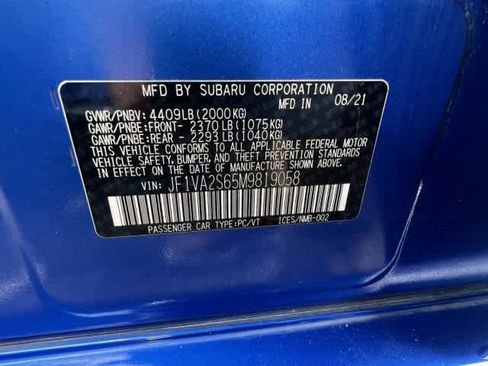 MFD BY SUBARU CORPORATION
MFD IN 08/21
GVWR/PNBV: 4409LB(2000KG)
GAWR/PNBE:FRONT- 2370LB(1075KG)
GAWR/PNBE:REAR - 2293LB(1040KG)
THIS VEHICLE CONFORMS TO ALL APPLICABLE FEDERAL MOTOR
VEHICLE SAFETY, BUMPER, AND THEFT PREVENTION STANDARDS
IN EFFECT ON THE DATE OF MANUFACTURE SHOWN ABOVE.
VIN: JF1VA2S65M9819058
PASSENGER CAR TYPE:PC/VT ICES/NMB-002